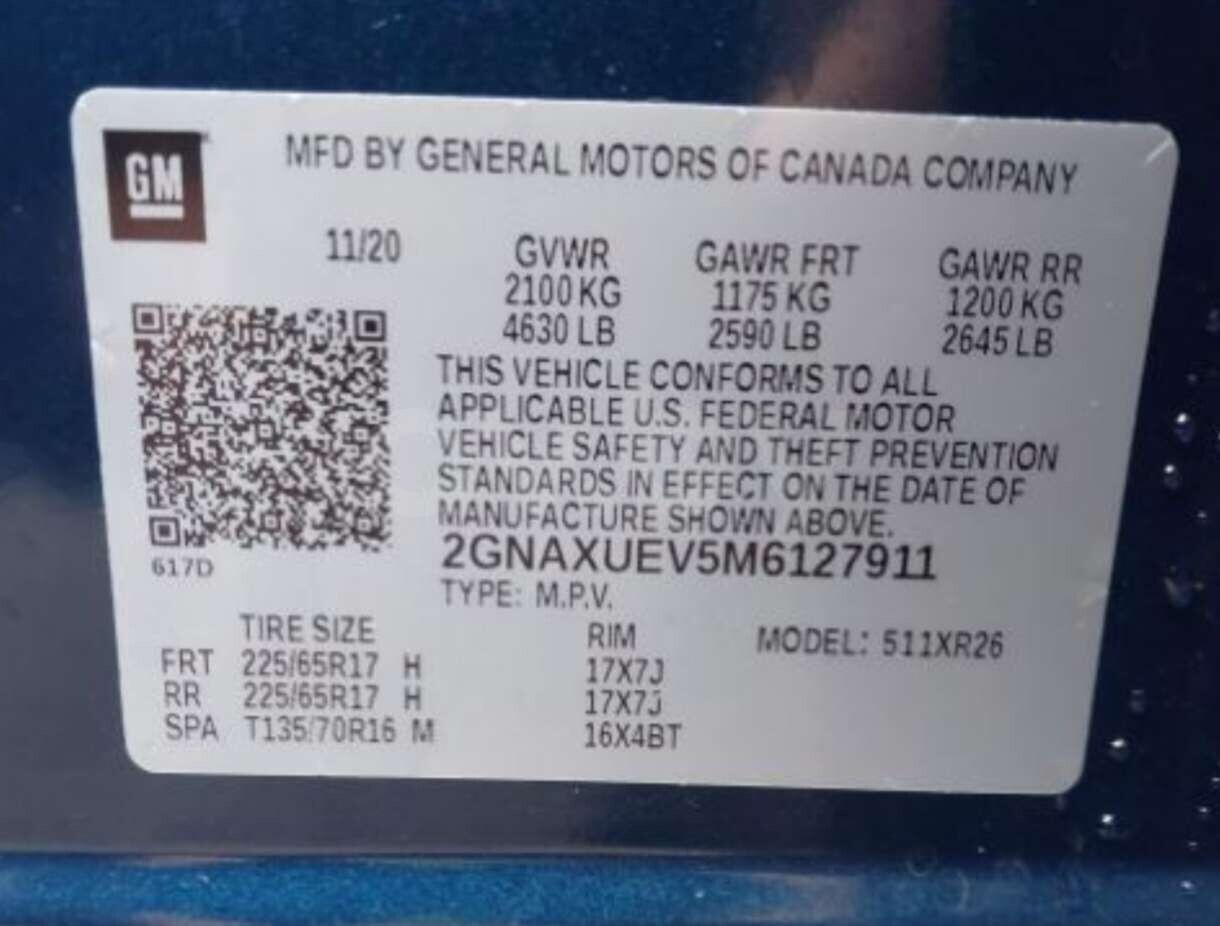 GM
MFD BY GENERAL MOTORS OF CANADA COMPANY
11/20 GVWR GAWR FRT GAWR RR
2100 KG 1175 KG 1200 KG
4630 LB 2590 LB 2645 LB
THIS VEHICLE CONFORMS TO ALL
APPLICABLE U.S. FEDERAL MOTOR
VEHICLE SAFETY AND THEFT PREVENTION
STANDARDS IN EFFECT ON THE DATE OF
MANUFACTURE SHOWN ABOVE.
617D 2GNAXUEV5M6127911
TYPE: M.P.V.
TIRE SIZE RIM MODEL: 511XR26
FRT 225/65R17 H 17X7J
RR 225/65R17 H 17X7J
SPA T135/70R16 M 16X4BT